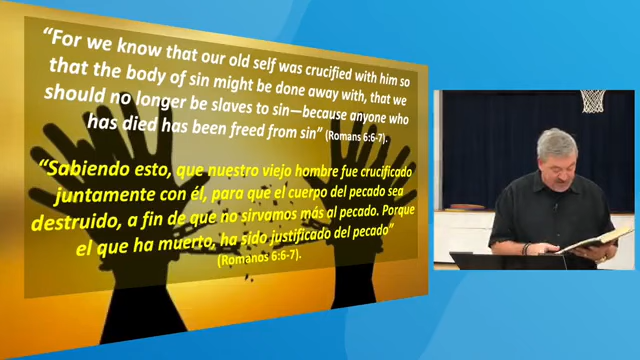 “For we know that our old self was crucified with him so
that the body of sin might be done away with, that we
should no longer be slaves to sin—because anyone who
has died has been freed from sin” (Romans 6:6-7).
“Sabiendo esto, que nuestro viejo hombre fue crucificado
juntamente con él, para que el cuerpo del pecado sea
destruido, a fin de que no sirvamos más al pecado. Porque
el que ha muerto, ha sido justificado del pecado”
(Romanos 6:6-7).